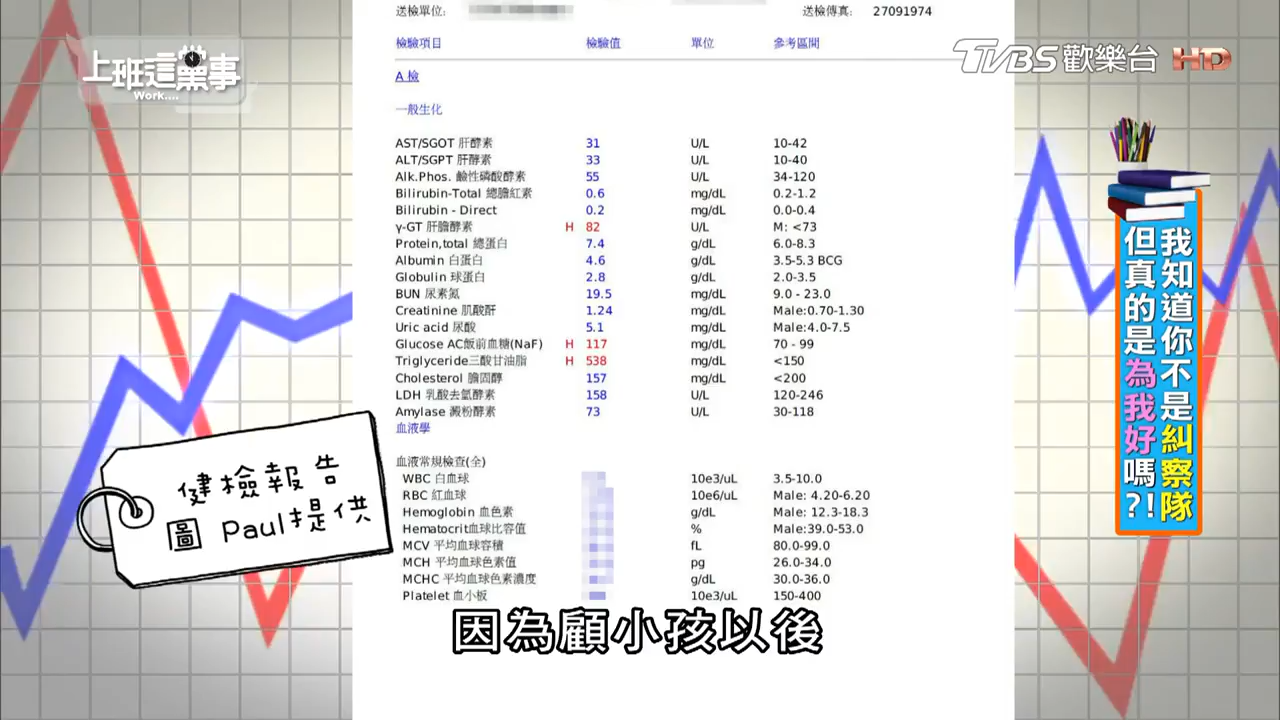 送檢單位: 送檢傳真: 27091974
檢驗項目 檢驗值 單位 參考區間
A 檢
一般生化
AST/SGOT 肝酵素 31 U/L 10-42
ALT/SGPT 肝酵素 33 U/L 10-40
Alk.Phos. 鹼性磷酸酵素 55 U/L 34-120
Bilirubin-Total 總膽紅素 0.6 mg/dL 0.2-1.2
Bilirubin - Direct 0.2 mg/dL 0.0-0.4
γ-GT 肝膽酵素 H 82 U/L M: <73
Protein,total 總蛋白 7.4 g/dL 6.0-8.3
Albumin 白蛋白 4.6 g/dL 3.5-5.3 BCG
Globulin 球蛋白 2.8 g/dL 2.0-3.5
BUN 尿素氮 19.5 mg/dL 9.0 - 23.0
Creatinine 肌酸酐 1.24 mg/dL Male:0.70-1.30
Uric acid 尿酸 5.1 mg/dL Male:4.0-7.5
Glucose AC飯前血糖(NaF) H 117 mg/dL 70 - 99
Triglyceride三酸甘油脂 H 538 mg/dL <150
Cholesterol 膽固醇 157 mg/dL <200
LDH 乳酸去氫酵素 158 U/L 120-246
Amylase 澱粉酵素 73 U/L 30-118
血液學
血液常規檢查(全)
WBC 白血球 10e3/uL 3.5-10.0
RBC 紅血球 10e6/uL Male: 4.20-6.20
Hemoglobin 血色素 g/dL Male: 12.3-18.3
Hematocrit血球比容值 % Male:39.0-53.0
MCV 平均血球容積 fL 80.0-99.0
MCH 平均血球色素值 pg 26.0-34.0
MCHC 平均血球色素濃度 g/dL 30.0-36.0
Platelet 血小板 10e3/uL 150-400
上班這黨事
Work....
TVBS歡樂台 HD
我知道你不是糾察隊
但真的是為我好嗎?!
健檢報告
圖 Paul提供
因為顧小孩以後